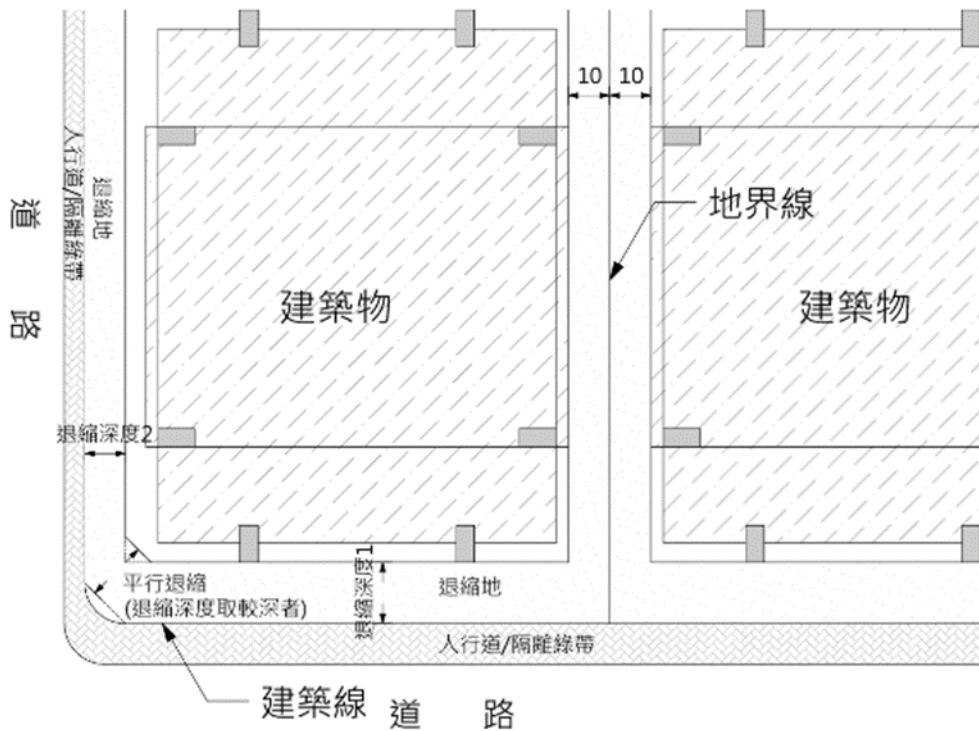 10
10
人行道/隔離綠帶
退縮地
道路
地界線
建築物
建築物
退縮深度2
平行退縮
(退縮深度取較深者)
退縮深度1
退縮地
人行道/隔離綠帶
建築線
道路